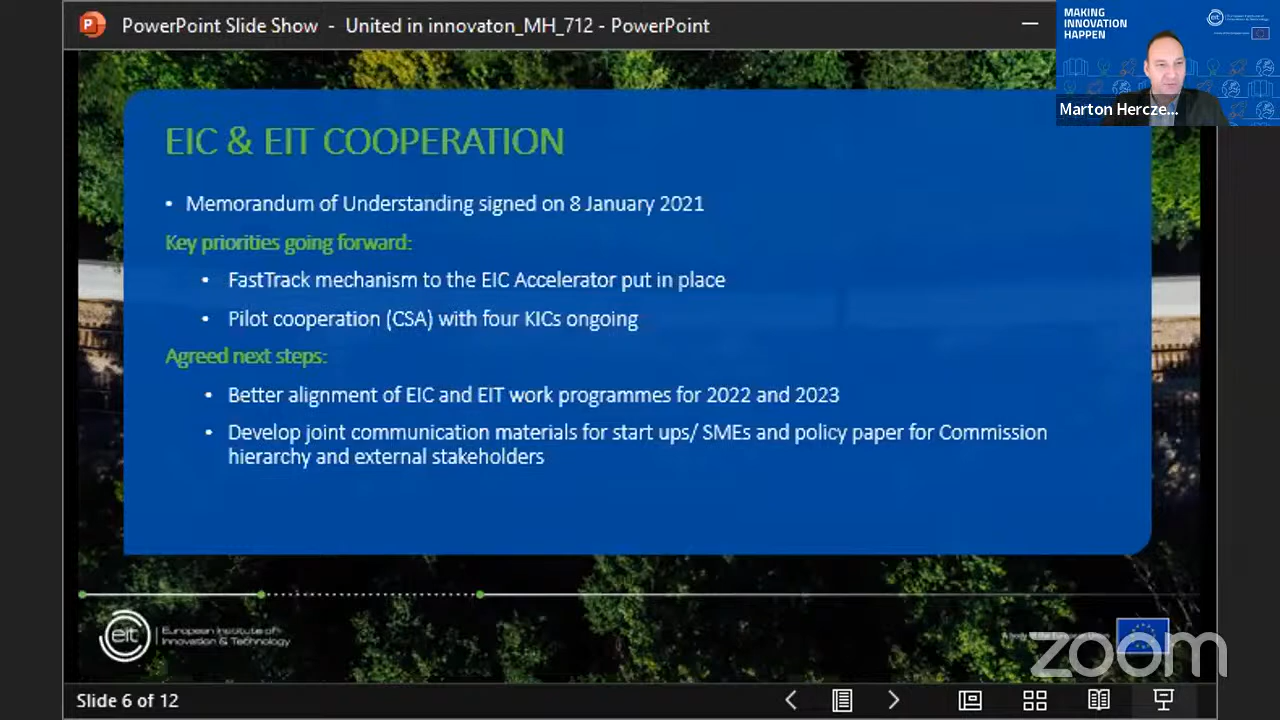 PowerPoint Slide Show - United in innovaton_MH_712 - PowerPoint
MAKING
INNOVATION
HAPPEN
Marton Hercze...
EIC & EIT COOPERATION
• Memorandum of Understanding signed on 8 January 2021
Key priorities going forward:
• FastTrack mechanism to the EIC Accelerator put in place
• Pilot cooperation (CSA) with four KICs ongoing
Agreed next steps:
• Better alignment of EIC and EIT work programmes for 2022 and 2023
• Develop joint communication materials for start ups/ SMEs and policy paper for Commission
hierarchy and external stakeholders
eit
European Institute of
Innovation & Technology
zoom
Slide 6 of 12